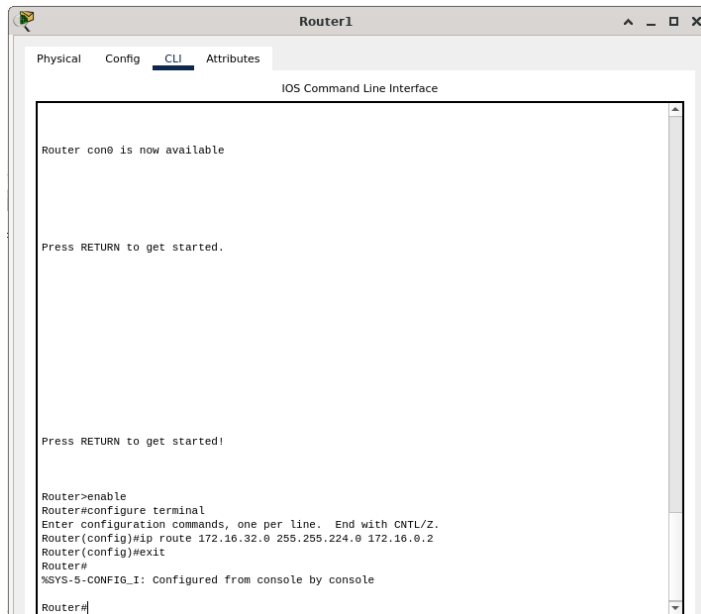 Router1
Physical Config CLI Attributes
IOS Command Line Interface
Router con0 is now available
Press RETURN to get started.
Press RETURN to get started!
Router>enable
Router#configure terminal
Enter configuration commands, one per line.  End with CNTL/Z.
Router(config)#ip route 172.16.32.0 255.255.224.0 172.16.0.2
Router(config)#exit
Router#
%SYS-5-CONFIG_I: Configured from console by console
Router#